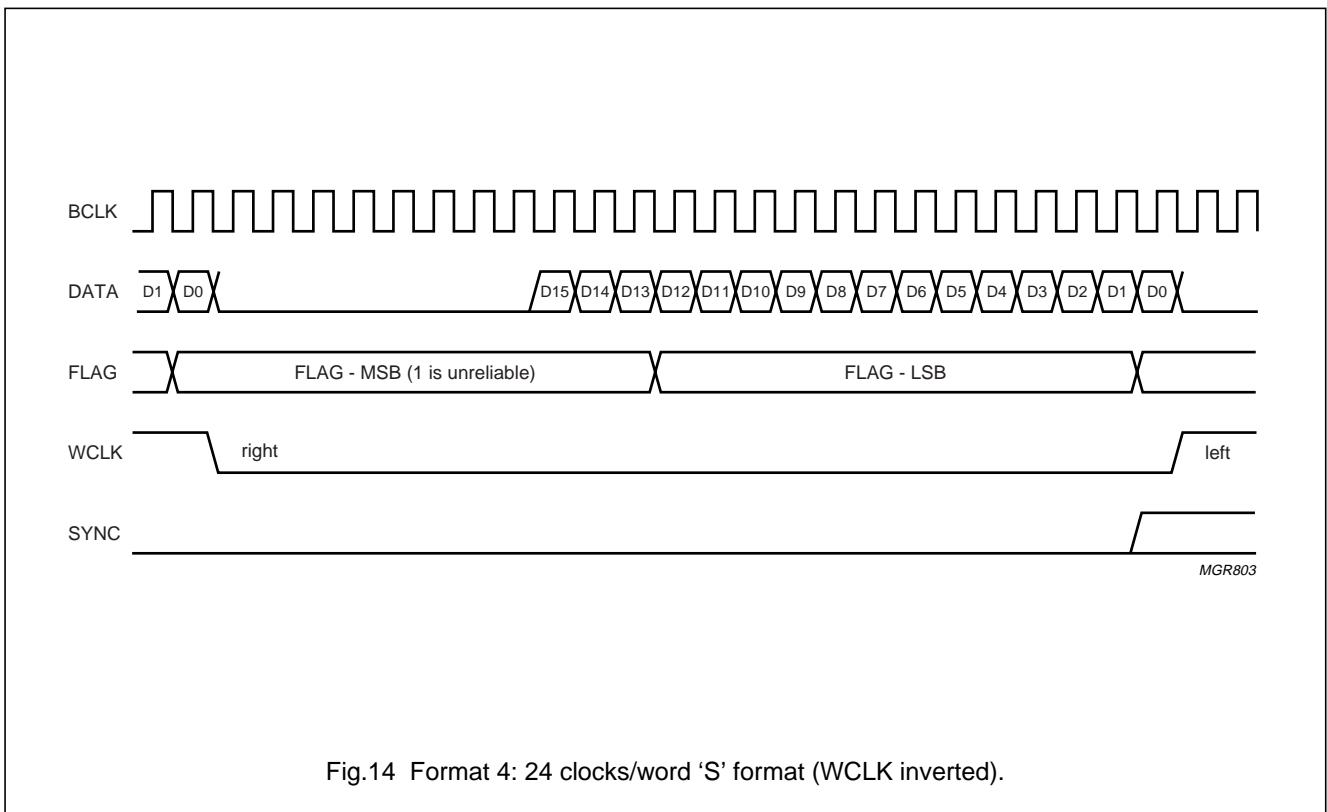 BCLK
DATA D1 D0 D15 D14 D13 D12 D11 D10 D9 D8 D7 D6 D5 D4 D3 D2 D1 D0
FLAG FLAG - MSB (1 is unreliable) FLAG - LSB
WCLK right left
SYNC
MGR803
Fig.14 Format 4: 24 clocks/word ‘S’ format (WCLK inverted).